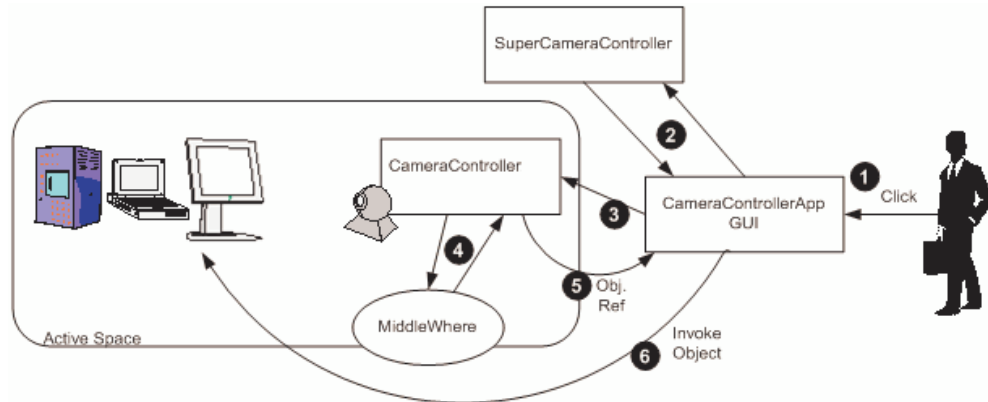 SuperCameraController
2
1
Click
CameraController
CameraControllerApp
GUI
3
4
5
Obj.
Ref
MiddleWhere
Active Space
6
Invoke
Object